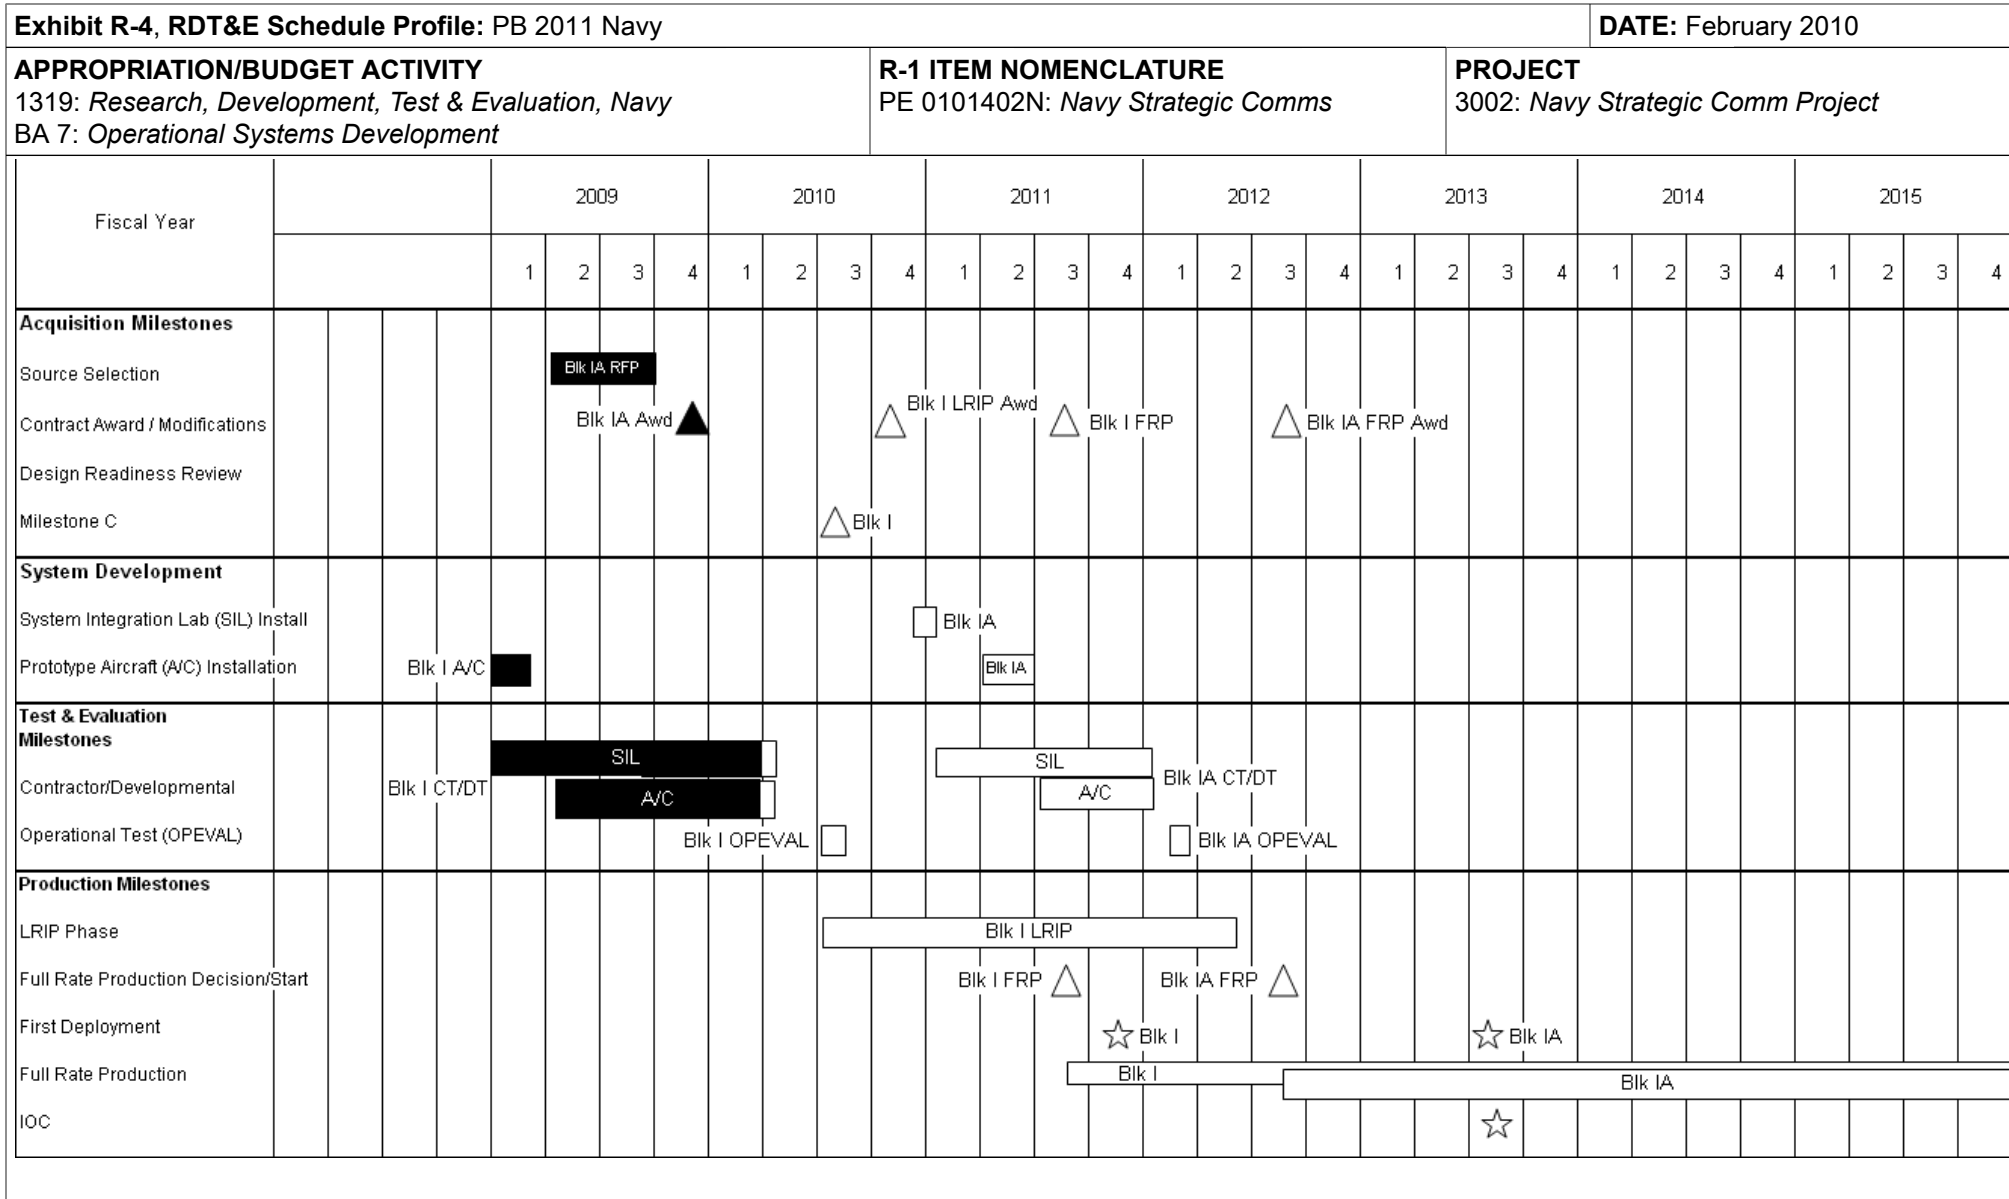 Exhibit R-4, RDT&E Schedule Profile: PB 2011 Navy
DATE: February 2010
APPROPRIATION/BUDGET ACTIVITY
1319: Research, Development, Test & Evaluation, Navy
BA 7: Operational Systems Development
R-1 ITEM NOMENCLATURE
PE 0101402N: Navy Strategic Comms
PROJECT
3002: Navy Strategic Comm Project
Fiscal Year
2009 2010 2011 2012 2013 2014 2015
1 2 3 4 1 2 3 4 1 2 3 4 1 2 3 4 1 2 3 4 1 2 3 4 1 2 3 4
Acquisition Milestones
Source Selection
Blk IA RFP
Contract Award / Modifications
Blk IA Awd
Blk I LRIP Awd
Blk I FRP
Blk IA FRP Awd
Design Readiness Review
Milestone C
Blk I
System Development
System Integration Lab (SIL) Install
Blk IA
Prototype Aircraft (A/C) Installation
Blk I A/C
Blk IA
Test & Evaluation
Milestones
SIL
SIL
Contractor/Developmental
Blk I CT/DT
A/C
A/C
Blk IA CT/DT
Operational Test (OPEVAL)
Blk I OPEVAL
Blk IA OPEVAL
Production Milestones
LRIP Phase
Blk I LRIP
Full Rate Production Decision/Start
Blk I FRP
Blk IA FRP
First Deployment
Blk I
Blk IA
Full Rate Production
Blk I
Blk IA
IOC